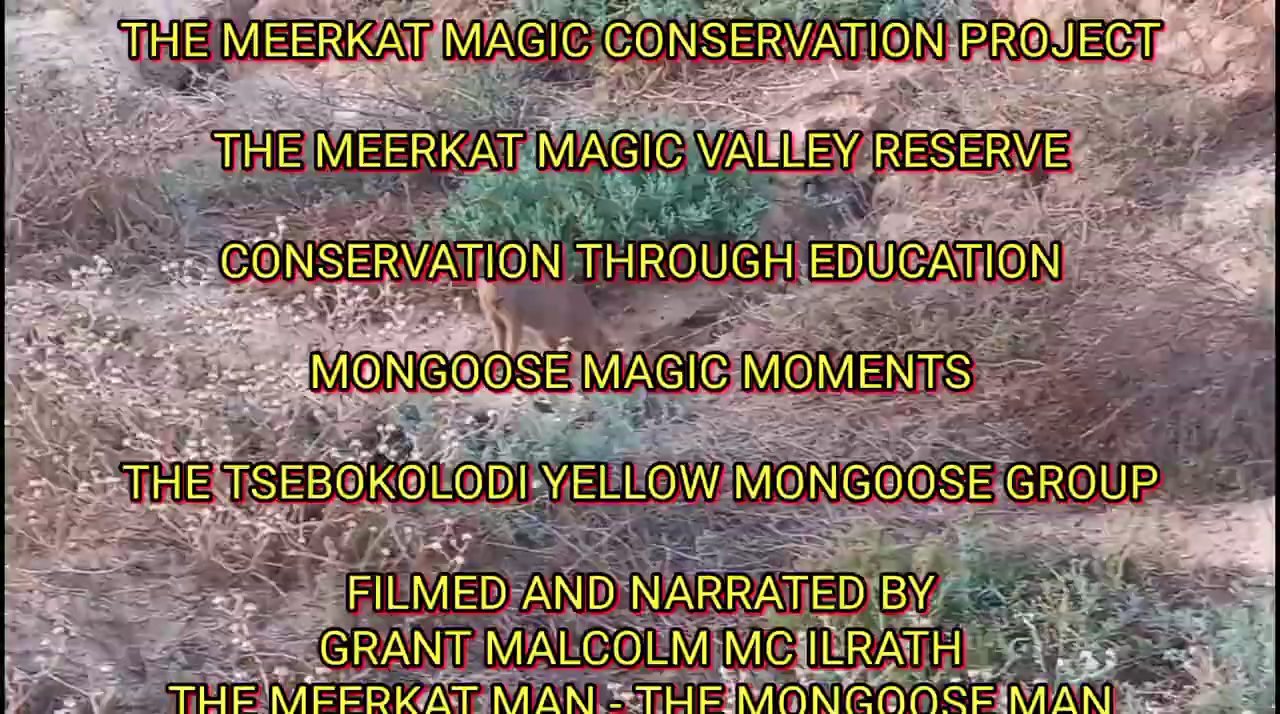 THE MEERKAT MAGIC CONSERVATION PROJECT
THE MEERKAT MAGIC VALLEY RESERVE
CONSERVATION THROUGH EDUCATION
MONGOOSE MAGIC MOMENTS
THE TSEBOKOLODI YELLOW MONGOOSE GROUP
FILMED AND NARRATED BY
GRANT MALCOLM MC ILRATH
THE MEERKAT MAN - THE MONGOOSE MAN